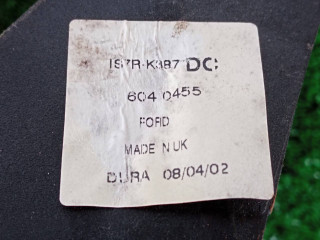 1S7R-K387 DC
604 0455
FORD
MADE IN UK
DURA 08/04/02